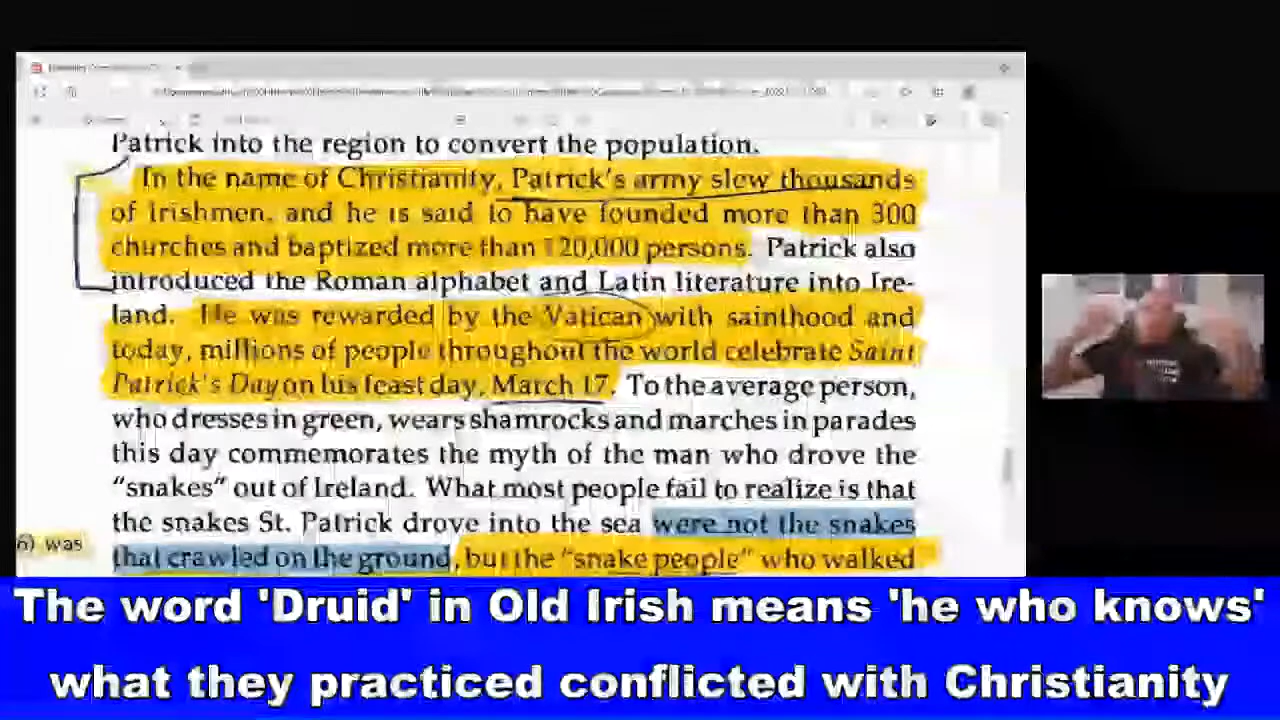 Patrick into the region to convert the population.
In the name of Christianity, Patrick's army slew thousands
of Irishmen, and he is said to have founded more than 300
churches and baptized more than 120,000 persons. Patrick also
introduced the Roman alphabet and Latin literature into Ire-
land. He was rewarded by the Vatican with sainthood and
today, millions of people throughout the world celebrate Saint
Patrick's Day on his feast day, March 17. To the average person,
who dresses in green, wears shamrocks and marches in parades
this day commemorates the myth of the man who drove the
"snakes" out of Ireland. What most people fail to realize is that
the snakes St. Patrick drove into the sea were not the snakes
that crawled on the ground, but the "snake people" who walked
was
The word 'Druid' in Old Irish means 'he who knows'
what they practiced conflicted with Christianity